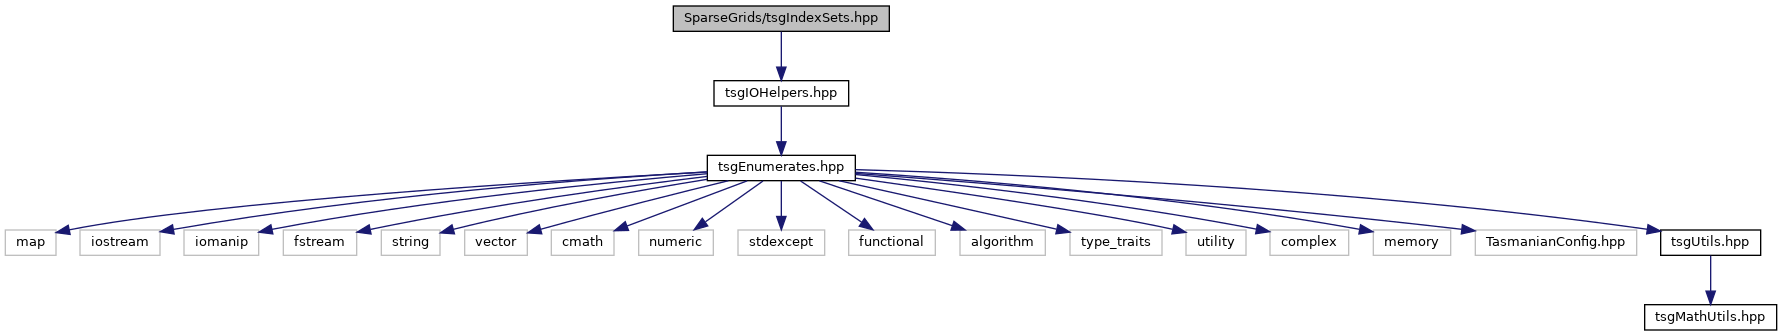 SparseGrids/tsgIndexSets.hpp
tsgIOHelpers.hpp
tsgEnumerates.hpp
map
iostream
iomanip
fstream
string
vector
cmath
numeric
stdexcept
functional
algorithm
type_traits
utility
complex
memory
TasmanianConfig.hpp
tsgUtils.hpp
tsgMathUtils.hpp